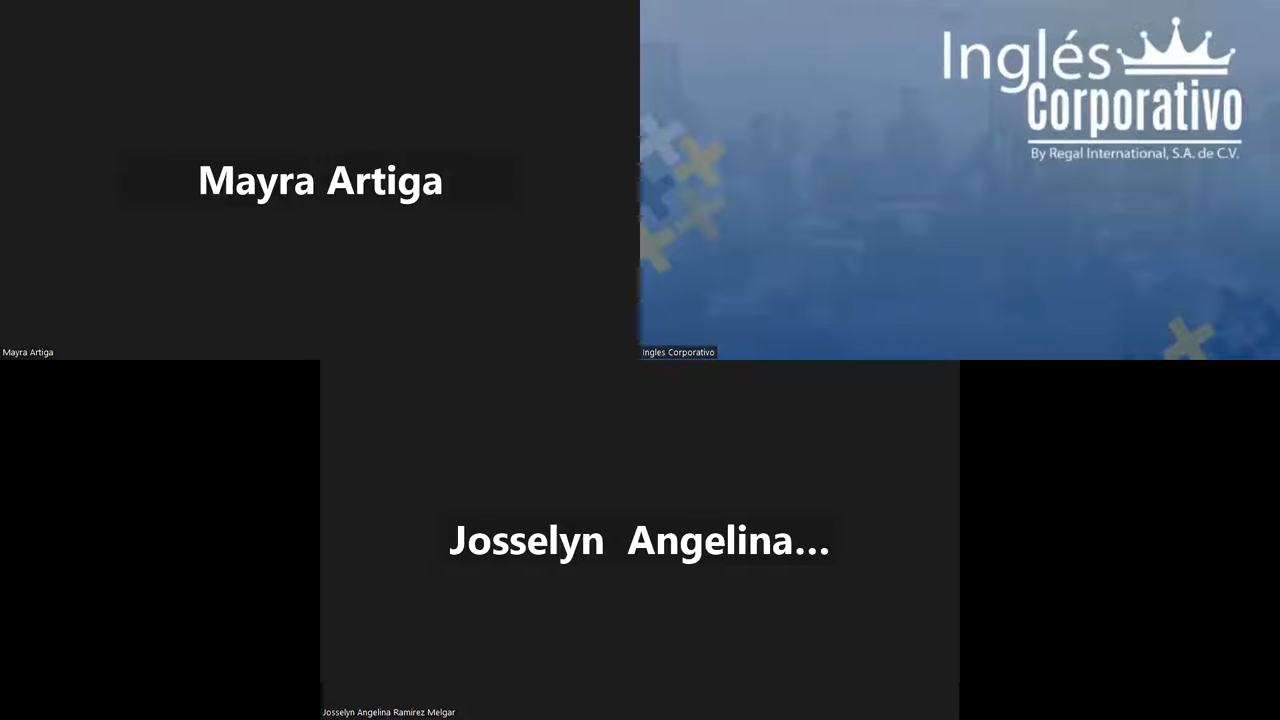 Mayra Artiga
Mayra Artiga
Inglés
Corporativo
By Regal International, S.A. de C.V.
Ingles Corporativo
Josselyn  Angelina...
Josselyn Angelina Ramirez Melgar